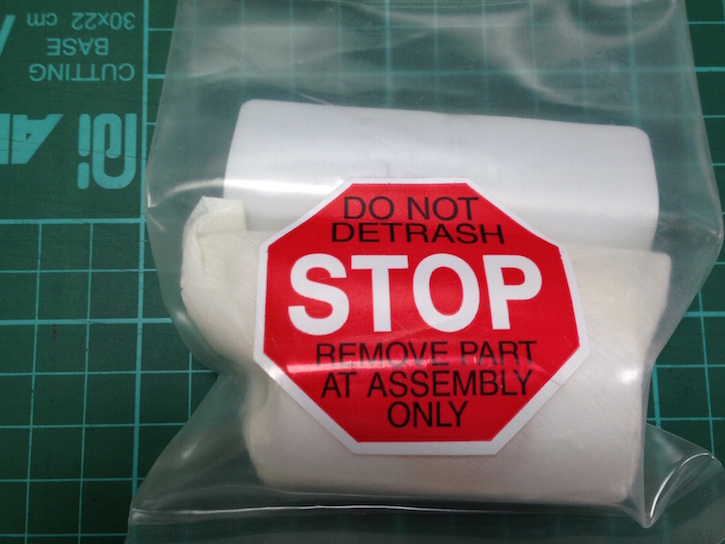 30x22 cm
BASE
CUTTING
DO NOT
DETRASH
STOP
REMOVE PART
AT ASSEMBLY
ONLY